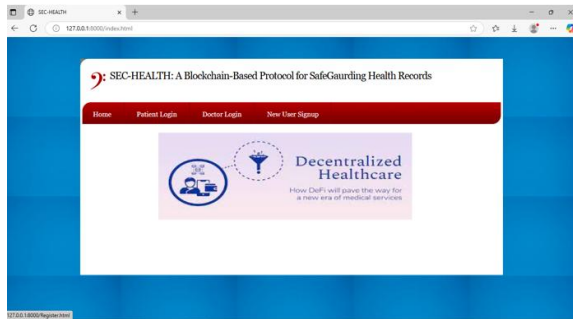 SEC-HEALTH
127.0.0.1:8000/index.html
SEC-HEALTH: A Blockchain-Based Protocol for SafeGaurding Health Records
Home Patient Login Doctor Login New User Signup
Decentralized
Healthcare
How DeFi will pave the way for
a new era of medical services
127.0.0.1:8000/Register.html